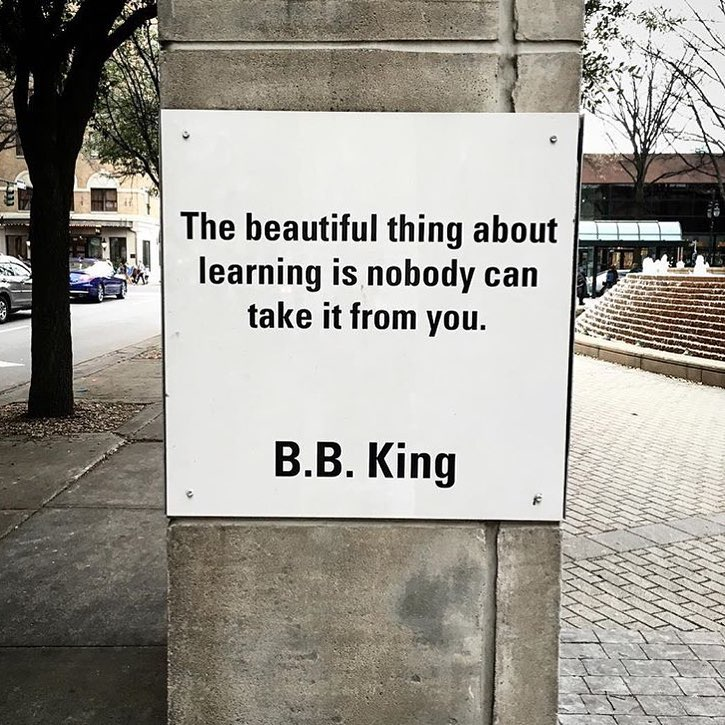 The beautiful thing about
learning is nobody can
take it from you.
B.B. King